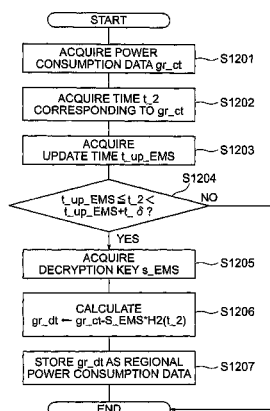 START
ACQUIRE POWER
CONSUMPTION DATA gr_ct
S1201
ACQUIRE TIME t_2
CORRESPONDING TO gr_ct
S1202
ACQUIRE
UPDATE TIME t_up_EMS
S1203
S1204
t_up_EMS≦t_2<
t_up_EMS+t_δ?
NO
YES
ACQUIRE
DECRYPTION KEY s_EMS
S1205
CALCULATE
gr_dt ← gr_ct-S_EMS*H2(t_2)
S1206
STORE gr_dt AS REGIONAL
POWER CONSUMPTION DATA
S1207
END